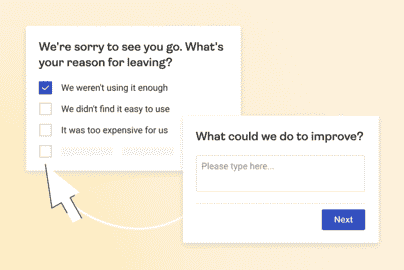 We're sorry to see you go. What's
your reason for leaving?
We weren't using it enough
We didn't find it easy to use
It was too expensive for us
What could we do to improve?
Please type here...
Next